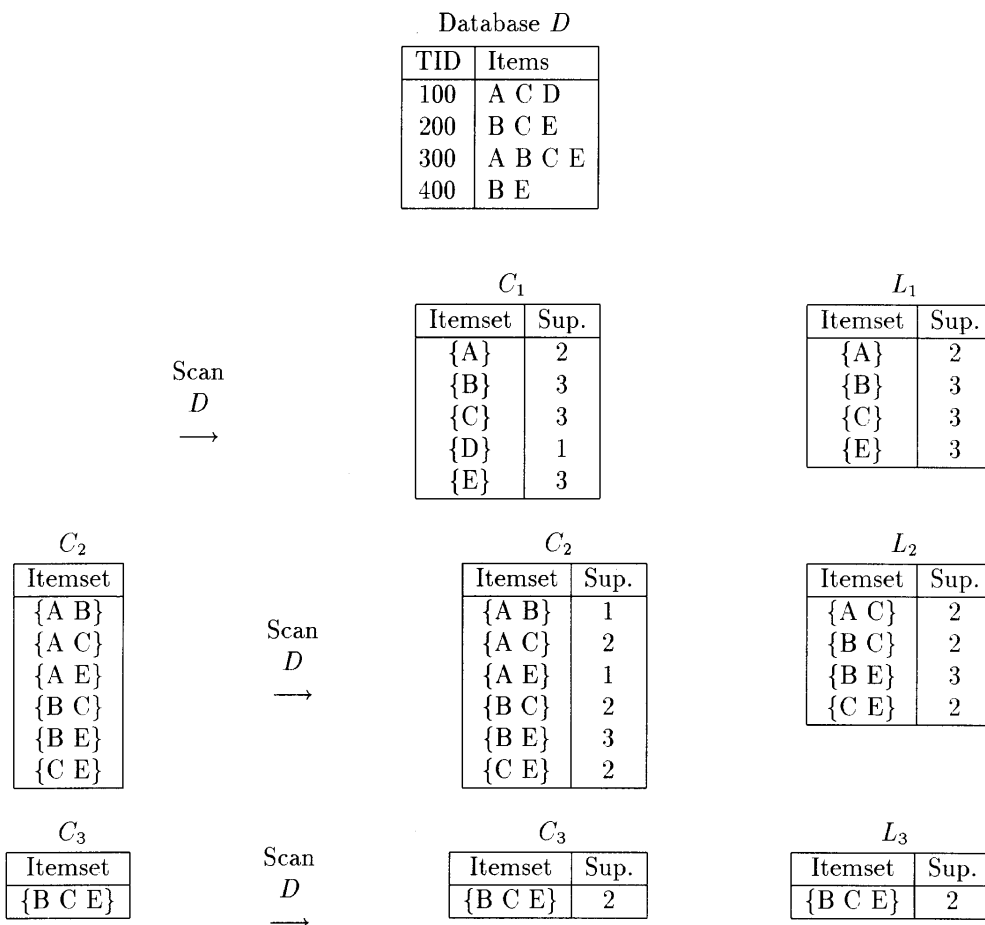 Database D
TID Items
100 A C D
200 B C E
300 A B C E
400 B E
Scan
D
→
C₁
Itemset Sup.
{A} 2
{B} 3
{C} 3
{D} 1
{E} 3
L₁
Itemset Sup.
{A} 2
{B} 3
{C} 3
{E} 3
C₂
Itemset
{A B}
{A C}
{A E}
{B C}
{B E}
{C E}
Scan
D
→
C₂
Itemset Sup.
{A B} 1
{A C} 2
{A E} 1
{B C} 2
{B E} 3
{C E} 2
L₂
Itemset Sup.
{A C} 2
{B C} 2
{B E} 3
{C E} 2
C₃
Itemset
{B C E}
Scan
D
→
C₃
Itemset Sup.
{B C E} 2
L₃
Itemset Sup.
{B C E} 2